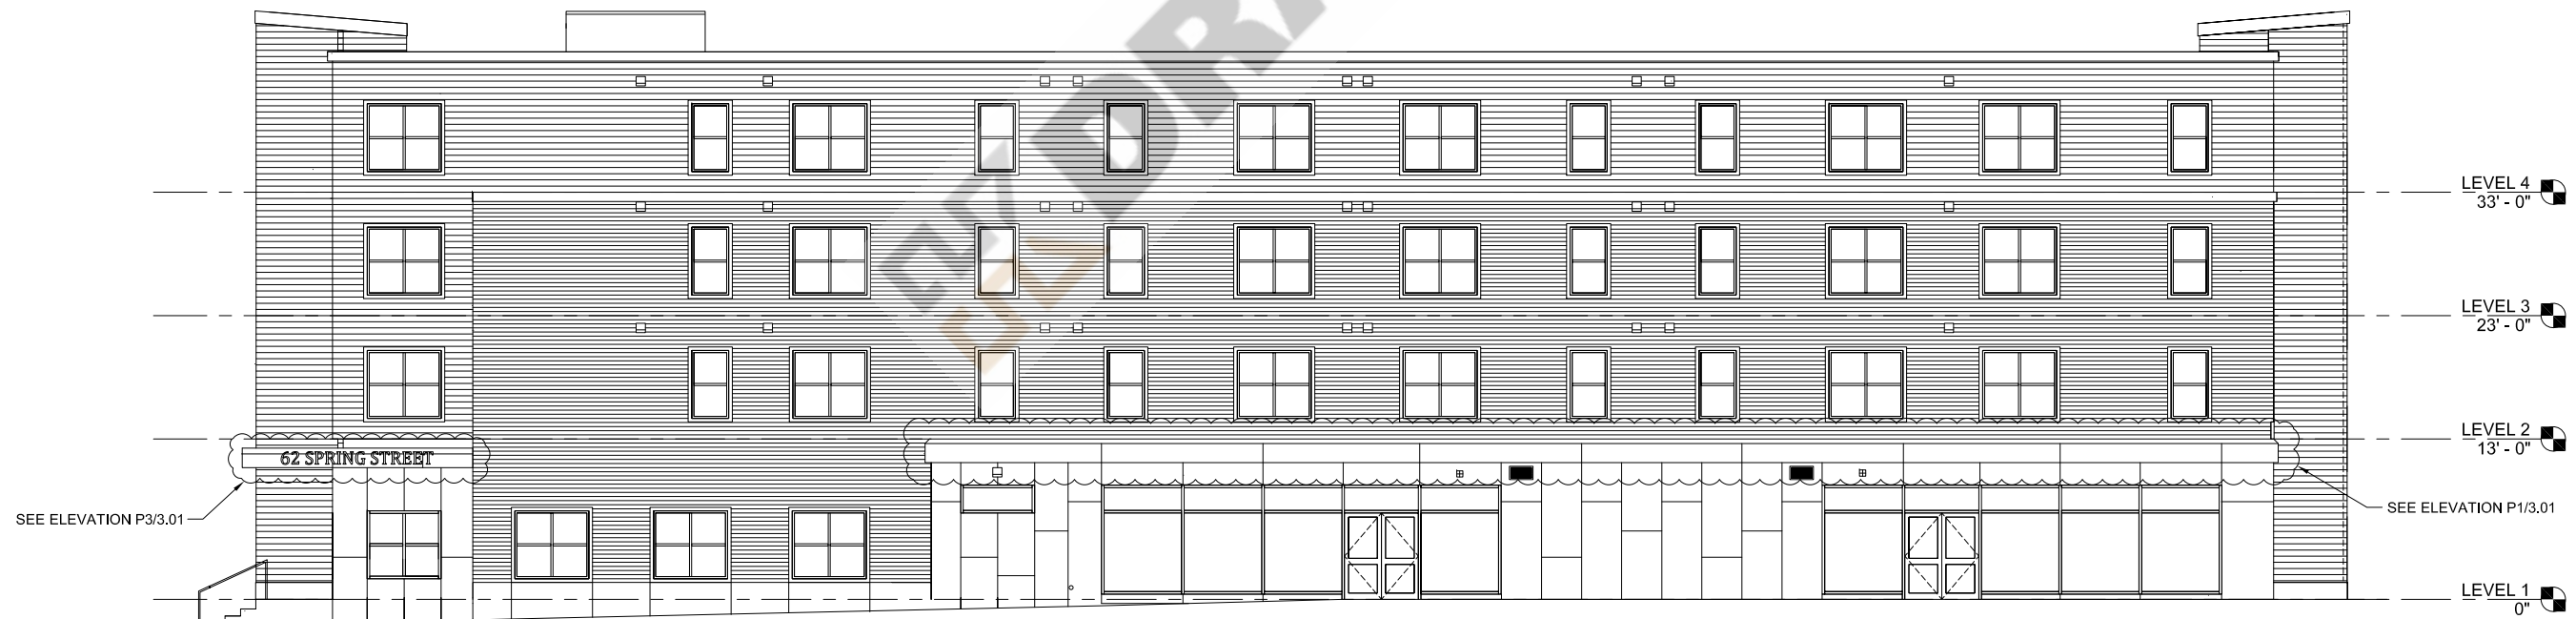 DRA
LEVEL 4
33' - 0"
LEVEL 3
23' - 0"
LEVEL 2
13' - 0"
62 SPRING STREET
SEE ELEVATION P3/3.01
SEE ELEVATION P1/3.01
LEVEL 1
0"